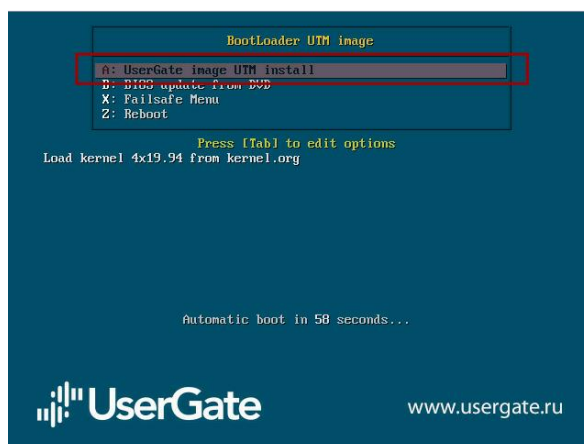 BootLoader UTM image
A: UserGate image UTM install
B: BIOS update from DVD
X: Failsafe Menu
Z: Reboot
Press [Tab] to edit options
Load kernel 4x19.94 from kernel.org
Automatic boot in 58 seconds...
UserGate
www.usergate.ru